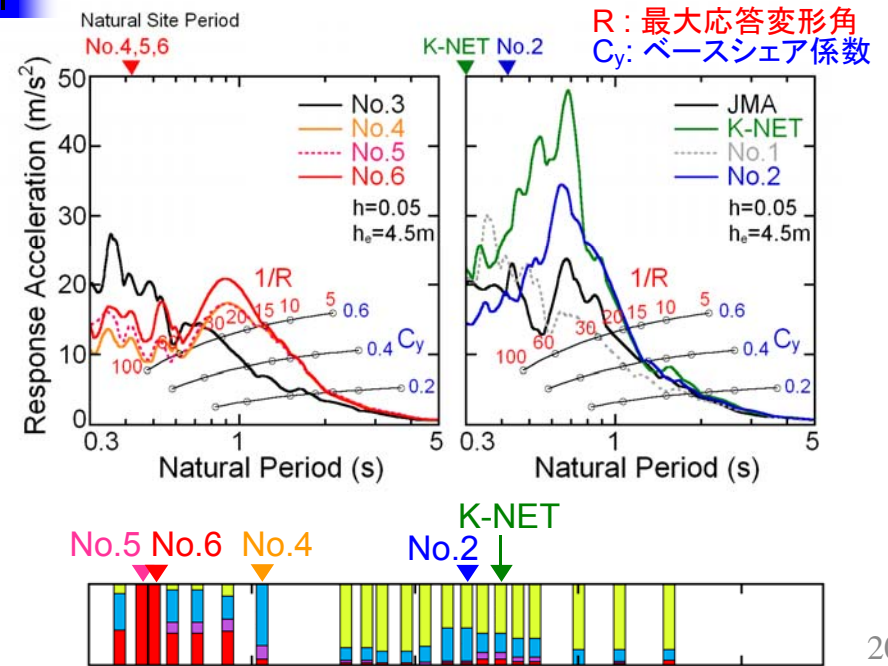 R : 最大応答変形角
Cy: ベースシェア係数
Natural Site Period
No.4,5,6
K-NET No.2
Response Acceleration (m/s2)
50
40
30
20
10
0
No.3
No.4
No.5
No.6
h=0.05
he=4.5m
1/R
100
30
20
15
10
5
0.6
0.4
Cy
0.2
0.3
1
5
Natural Period (s)
JMA
K-NET
No.1
No.2
h=0.05
he=4.5m
1/R
100
60
30
20
15
10
5
0.6
0.4
Cy
0.2
0.3
1
5
Natural Period (s)
No.5 No.6 No.4
No.2
K-NET